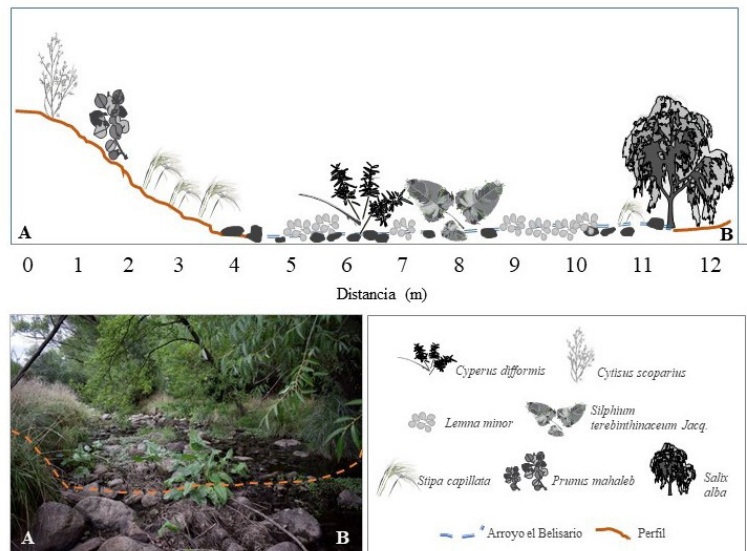 A B
0 1 2 3 4 5 6 7 8 9 10 11 12
Distancia (m)
A B
Cyperus difformis Cytisus scoparius
Lemna minor Silphium
terebinthinaceum Jacq.
Stipa capillata Prunus mahaleb Salix
alba
Arroyo el Belisario Perfil